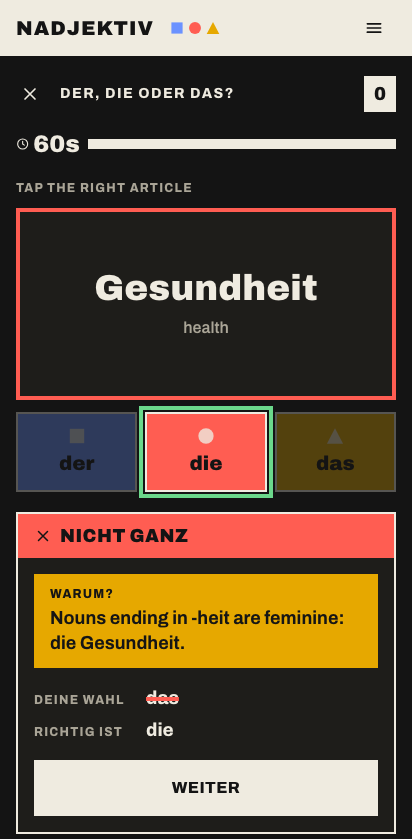 NADJEKTIV
DER, DIE ODER DAS?
0
60s
TAP THE RIGHT ARTICLE
Gesundheit
health
der
die
das
NICHT GANZ
WARUM?
Nouns ending in -heit are feminine:
die Gesundheit.
DEINE WAHL das
RICHTIG IST die
WEITER